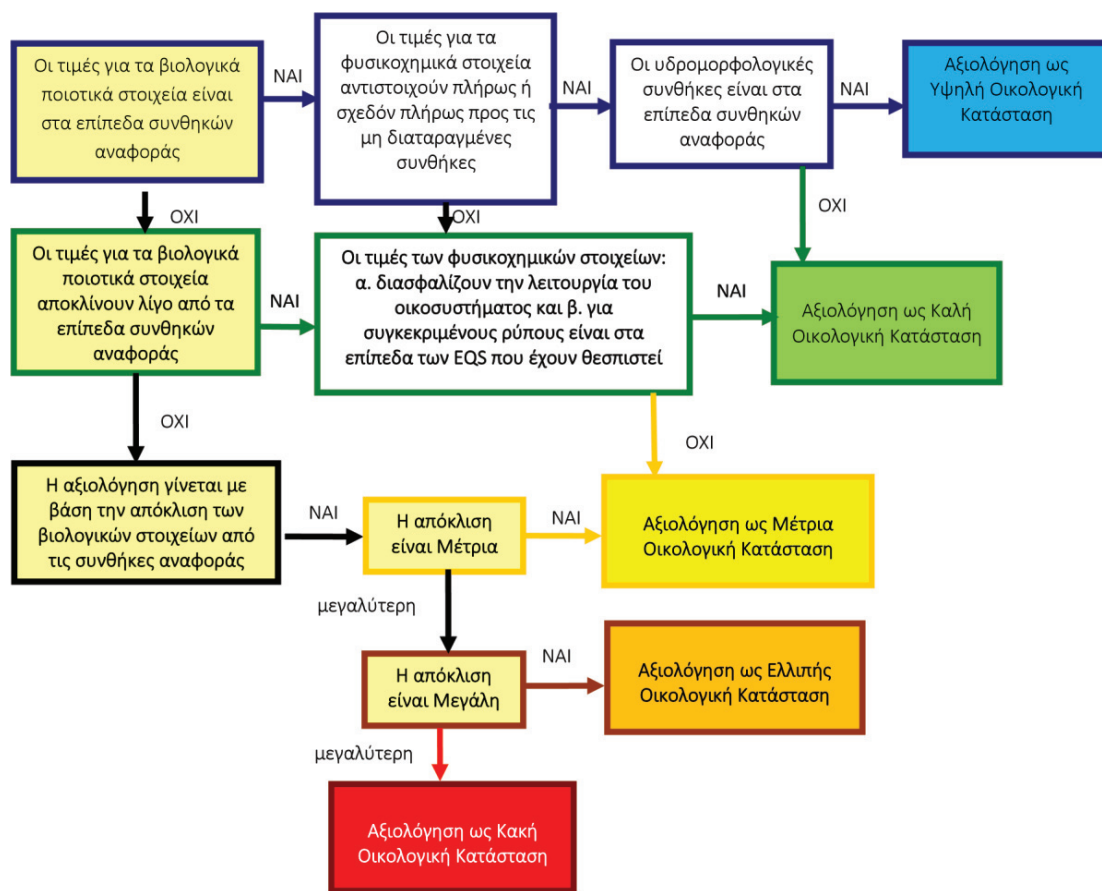 Οι τιμές για τα βιολογικά
ποιοτικά στοιχεία είναι
στα επίπεδα συνθηκών
αναφοράς
ΝΑΙ
Οι τιμές για τα
φυσικοχημικά στοιχεία
αντιστοιχούν πλήρως ή
σχεδόν πλήρως προς τις
μη διαταραγμένες
συνθήκες
ΝΑΙ
Οι υδρομορφολογικές
συνθήκες είναι στα
επίπεδα συνθηκών
αναφοράς
ΝΑΙ
Αξιολόγηση ως
Υψηλή Οικολογική
Κατάσταση
ΟΧΙ
ΟΧΙ
ΟΧΙ
Οι τιμές για τα βιολογικά
ποιοτικά στοιχεία
αποκλίνουν λίγο από τα
επίπεδα συνθηκών
αναφοράς
ΝΑΙ
Οι τιμές των φυσικοχημικών στοιχείων:
α. διασφαλίζουν την λειτουργία του
οικοσυστήματος και β. για
συγκεκριμένους ρύπους είναι στα
επίπεδα των EQS που έχουν θεσπιστεί
ΝΑΙ
Αξιολόγηση ως Καλή
Οικολογική Κατάσταση
ΟΧΙ
ΟΧΙ
Η αξιολόγηση γίνεται με
βάση την απόκλιση των
βιολογικών στοιχείων από
τις συνθήκες αναφοράς
ΝΑΙ
Η απόκλιση
είναι Μέτρια
ΝΑΙ
Αξιολόγηση ως Μέτρια
Οικολογική Κατάσταση
μεγαλύτερη
Η απόκλιση
είναι Μεγάλη
ΝΑΙ
Αξιολόγηση ως Ελλιπής
Οικολογική Κατάσταση
μεγαλύτερη
Αξιολόγηση ως Κακή
Οικολογική Κατάσταση